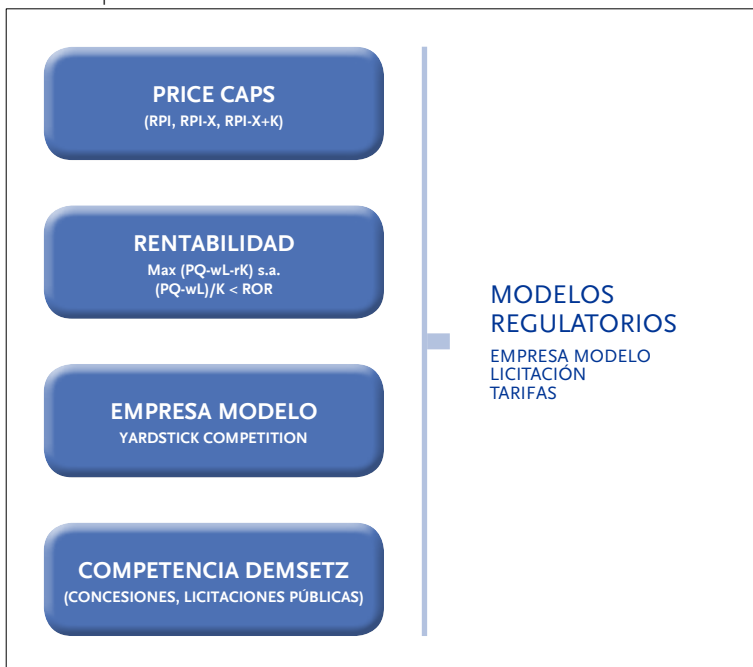 PRICE CAPS
(RPI, RPI-X, RPI-X+K)
RENTABILIDAD
Max (PQ-wL-rK) s.a.
(PQ-wL)/K < ROR
EMPRESA MODELO
YARDSTICK COMPETITION
COMPETENCIA DEMSETZ
(CONCESIONES, LICITACIONES PÚBLICAS)
MODELOS
REGULATORIOS
EMPRESA MODELO
LICITACIÓN
TARIFAS